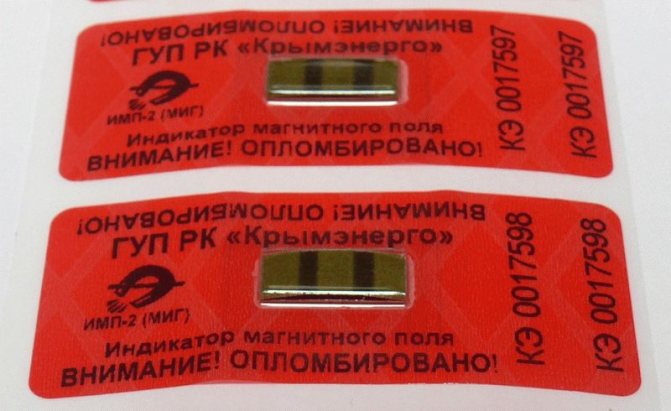 ВНИМАНИЕ! ОПЛОМБИРОВАНО!
ГУП РК «Крымэнерго»
ИМП-2 (МИГ)
Индикатор магнитного поля
ВНИМАНИЕ! ОПЛОМБИРОВАНО!
КЭ 0017597
КЭ 0017597
ВНИМАНИЕ! ОПЛОМБИРОВАНО!
ГУП РК «Крымэнерго»
ИМП-2 (МИГ)
Индикатор магнитного поля
ВНИМАНИЕ! ОПЛОМБИРОВАНО!
КЭ 0017598
КЭ 0017598